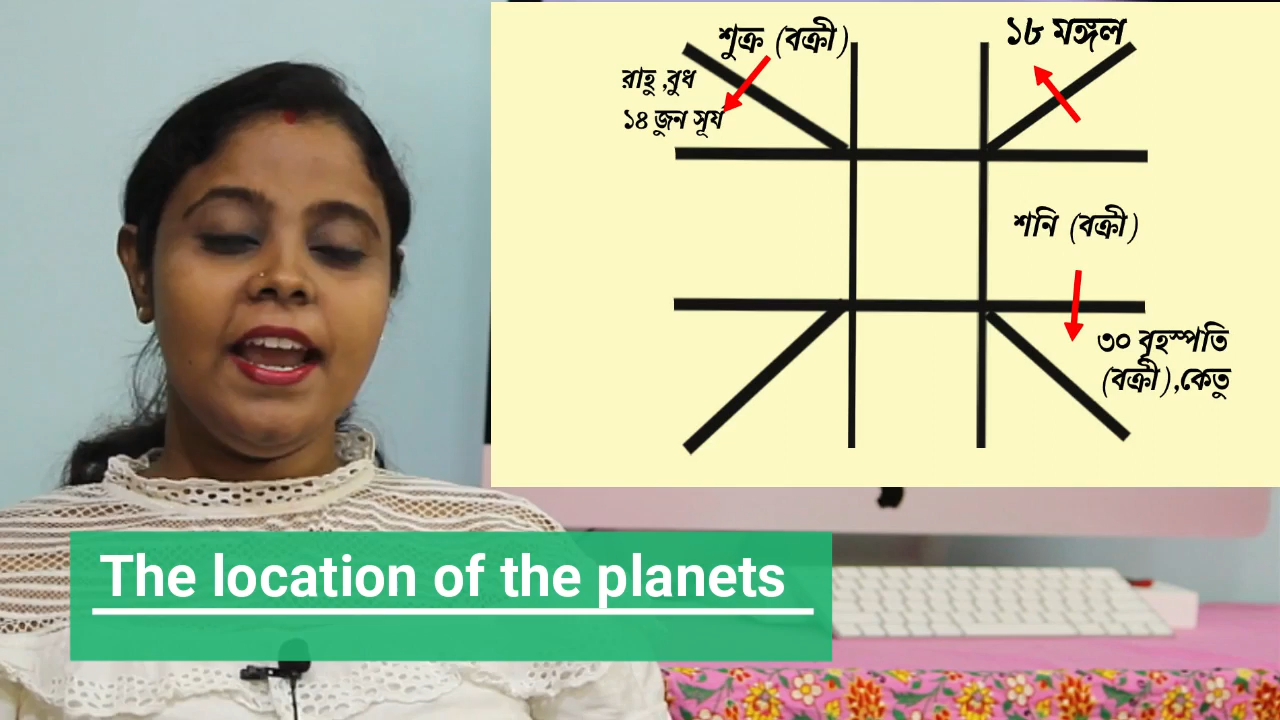 শুক্র (বক্রী)
রাহু ,বুধ
১৪ জুন সূর্য
১৮ মঙ্গল
শনি (বক্রী)
৩০ বৃহস্পতি
(বক্রী),কেতু
The location of the planets